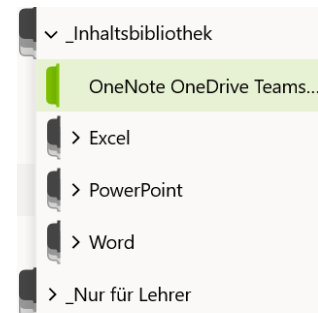 _Inhaltsbibliothek
OneNote OneDrive Teams...
Excel
PowerPoint
Word
_Nur für Lehrer